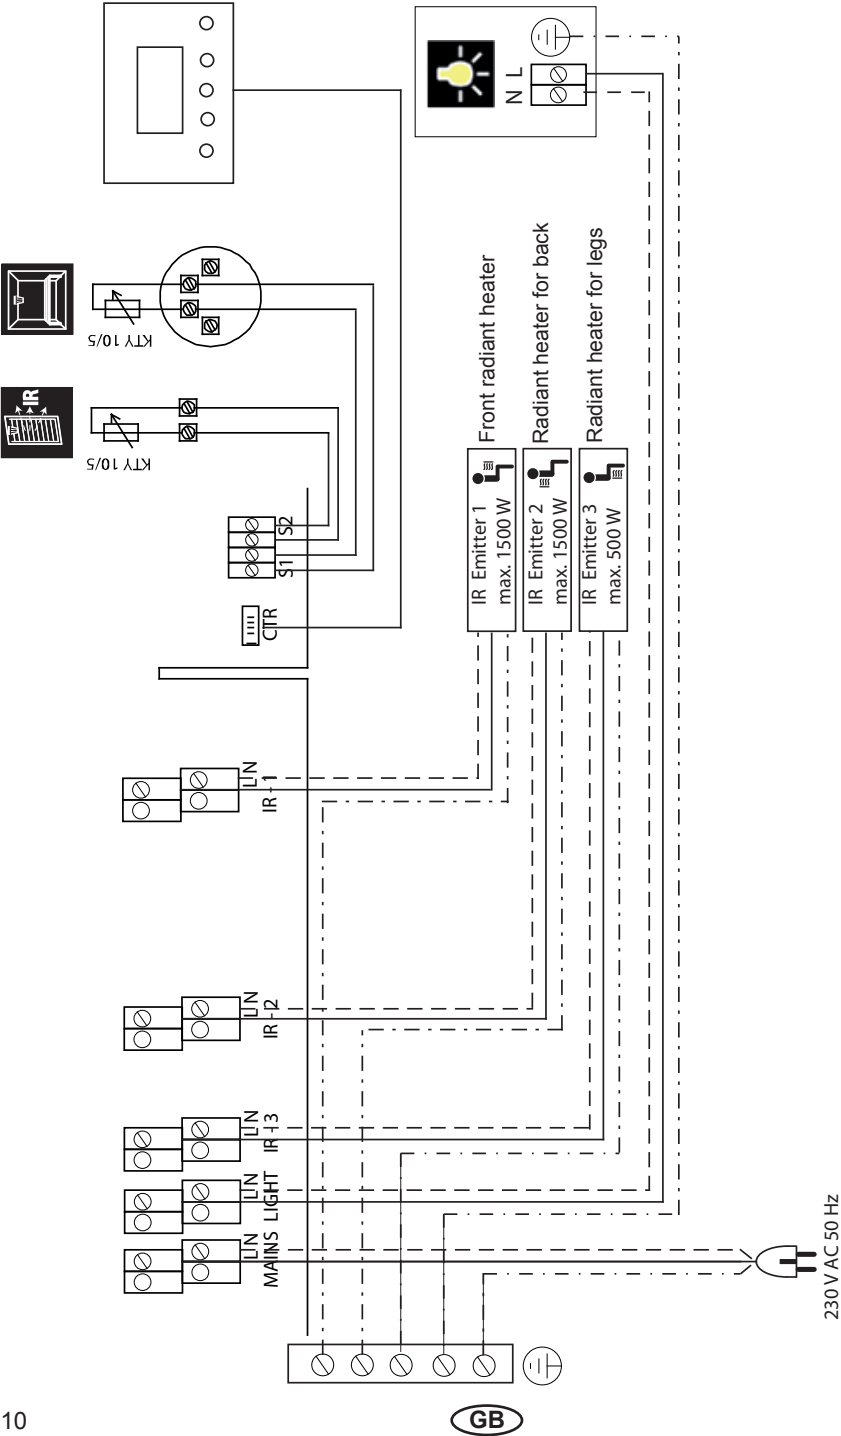 N L
KTY 10/5
IR
KTY 10/5
S1 S2
CTR
Front radiant heater
Radiant heater for back
Radiant heater for legs
IR Emitter 1
max. 1500 W
IR Emitter 2
max. 1500 W
IR Emitter 3
max. 500 W
L N
IR - 1
L N
IR - 2
L N
IR - 3
L N
LIGHT
L N
MAINS
230 V AC 50 Hz
10
GB